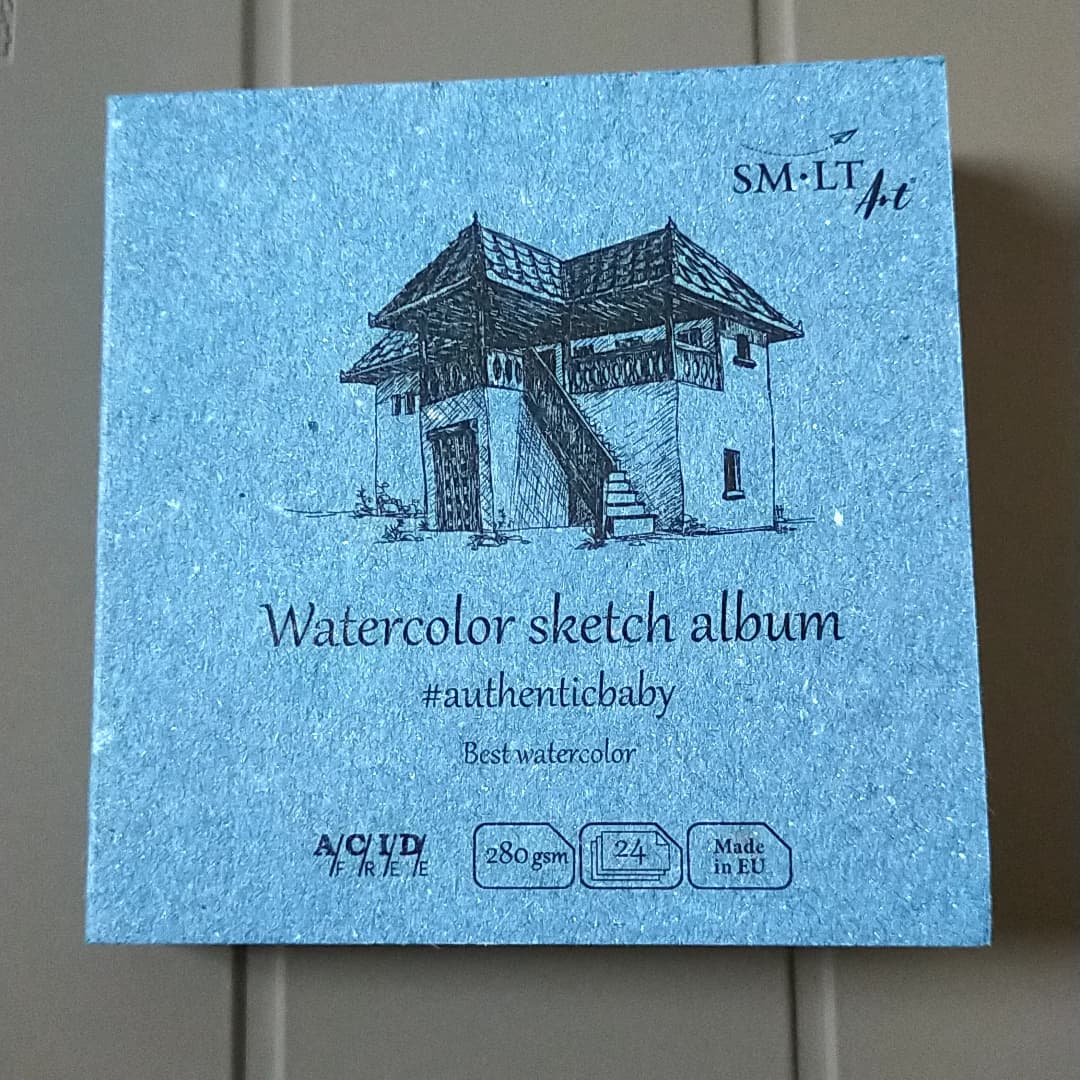 SM·LT
Art
Watercolor sketch album
#authenticbaby
Best watercolor
ACID
FREE
280 gsm
24
Made
in EU